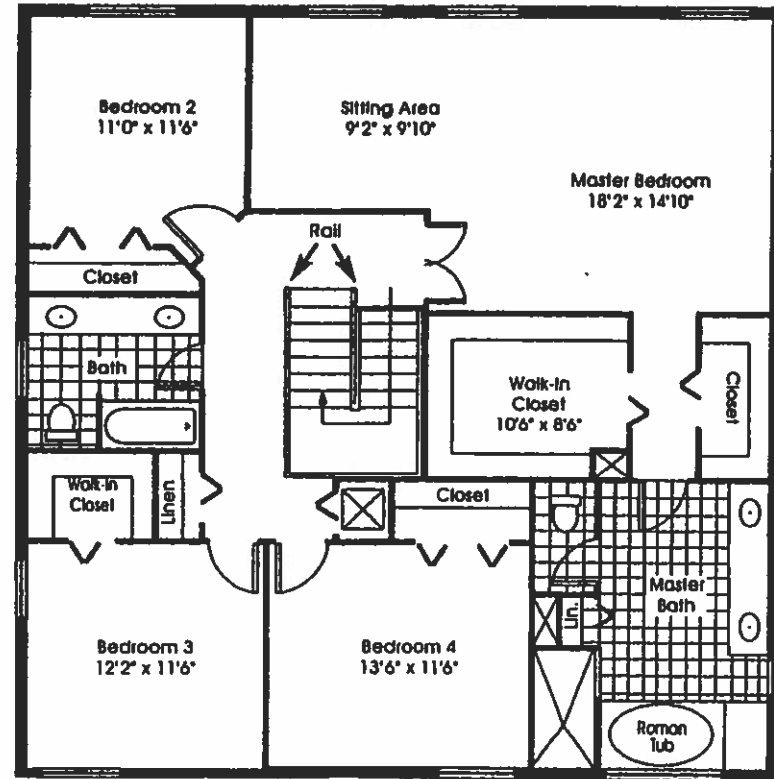 Bedroom 2
11'0" x 11'6"
Sitting Area
9'2" x 9'10"
Master Bedroom
18'2" x 14'10"
Rail
Closet
Bath
Walk-In
Closet
10'6" x 8'6"
Closet
Walk-In
Closet
Linen
Closet
Master
Bath
Lin.
Bedroom 3
12'2" x 11'6"
Bedroom 4
13'6" x 11'6"
Roman
Tub